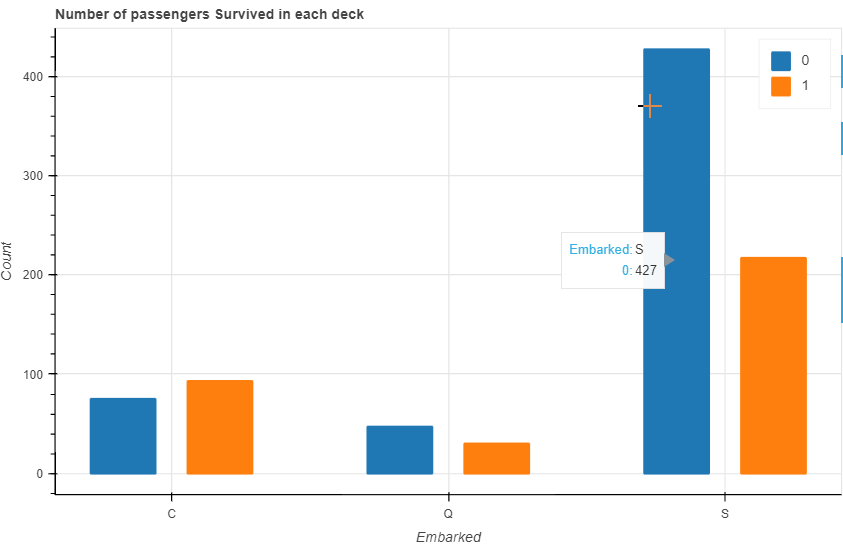 Number of passengers Survived in each deck
0
1
400
300
200
100
0
Count
Embarked: S
0: 427
C
Q
S
Embarked